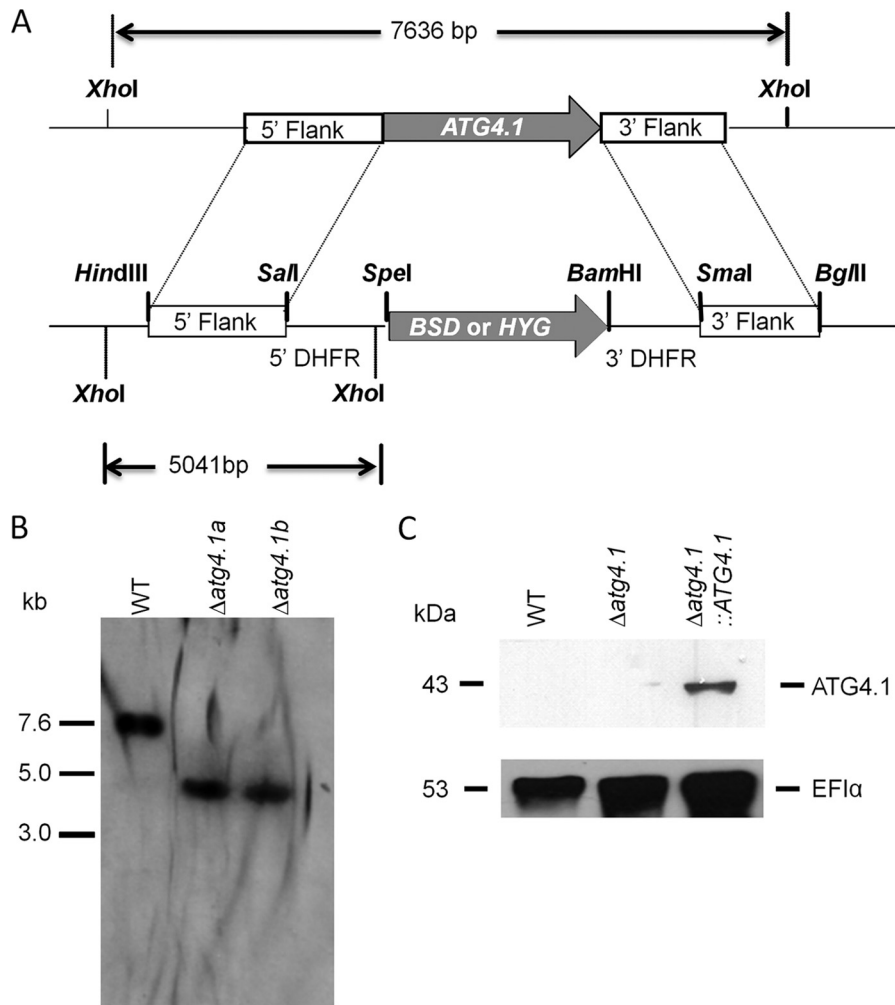 A
7636 bp
XhoI XhoI
5' Flank ATG4.1 3' Flank
HindIII SalI SpeI BamHI SmaI BglII
5' Flank BSD or HYG 3' Flank
5' DHFR 3' DHFR
XhoI XhoI
5041bp
B
kb
WT
Δatg4.1a
Δatg4.1b
7.6
5.0
3.0
C
kDa
WT
Δatg4.1
Δatg4.1
::ATG4.1
43 ATG4.1
53 EFIα